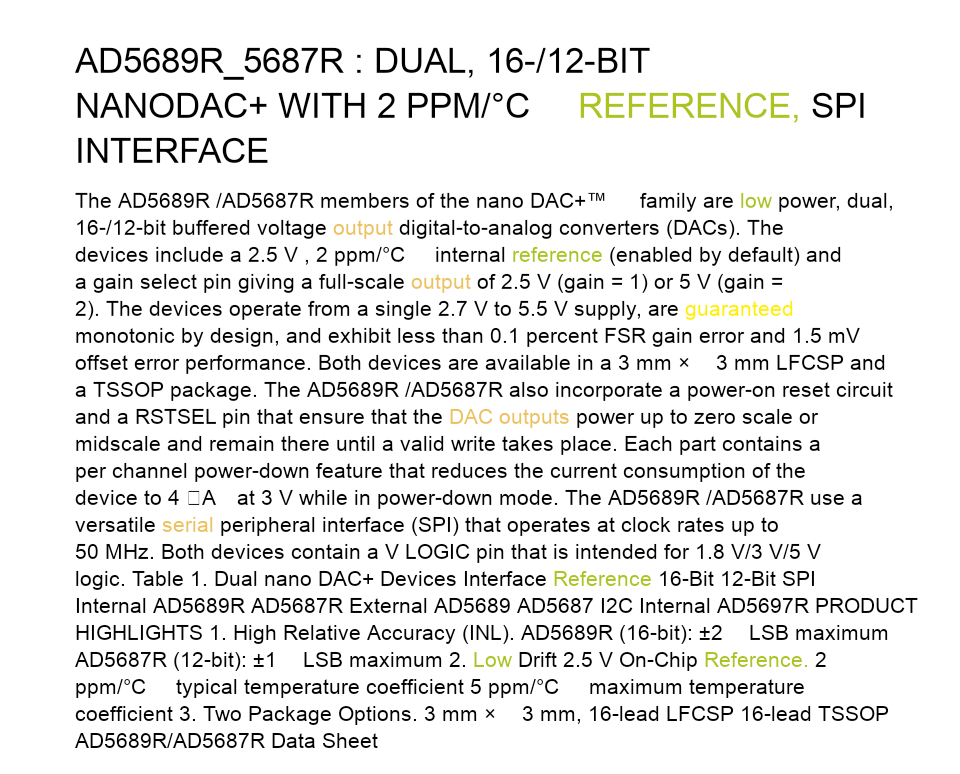 AD5689R_5687R : DUAL, 16-/12-BIT
NANODAC+ WITH 2 PPM/°C REFERENCE, SPI
INTERFACE
The AD5689R /AD5687R members of the nano DAC+™ family are low power, dual,
16-/12-bit buffered voltage output digital-to-analog converters (DACs). The
devices include a 2.5 V , 2 ppm/°C internal reference (enabled by default) and
a gain select pin giving a full-scale output of 2.5 V (gain = 1) or 5 V (gain =
2). The devices operate from a single 2.7 V to 5.5 V supply, are guaranteed
monotonic by design, and exhibit less than 0.1 percent FSR gain error and 1.5 mV
offset error performance. Both devices are available in a 3 mm × 3 mm LFCSP and
a TSSOP package. The AD5689R /AD5687R also incorporate a power-on reset circuit
and a RSTSEL pin that ensure that the DAC outputs power up to zero scale or
midscale and remain there until a valid write takes place. Each part contains a
per channel power-down feature that reduces the current consumption of the
device to 4 □A at 3 V while in power-down mode. The AD5689R /AD5687R use a
versatile serial peripheral interface (SPI) that operates at clock rates up to
50 MHz. Both devices contain a V LOGIC pin that is intended for 1.8 V/3 V/5 V
logic. Table 1. Dual nano DAC+ Devices Interface Reference 16-Bit 12-Bit SPI
Internal AD5689R AD5687R External AD5689 AD5687 I2C Internal AD5697R PRODUCT
HIGHLIGHTS 1. High Relative Accuracy (INL). AD5689R (16-bit): ±2 LSB maximum
AD5687R (12-bit): ±1 LSB maximum 2. Low Drift 2.5 V On-Chip Reference. 2
ppm/°C typical temperature coefficient 5 ppm/°C maximum temperature
coefficient 3. Two Package Options. 3 mm × 3 mm, 16-lead LFCSP 16-lead TSSOP
AD5689R/AD5687R Data Sheet